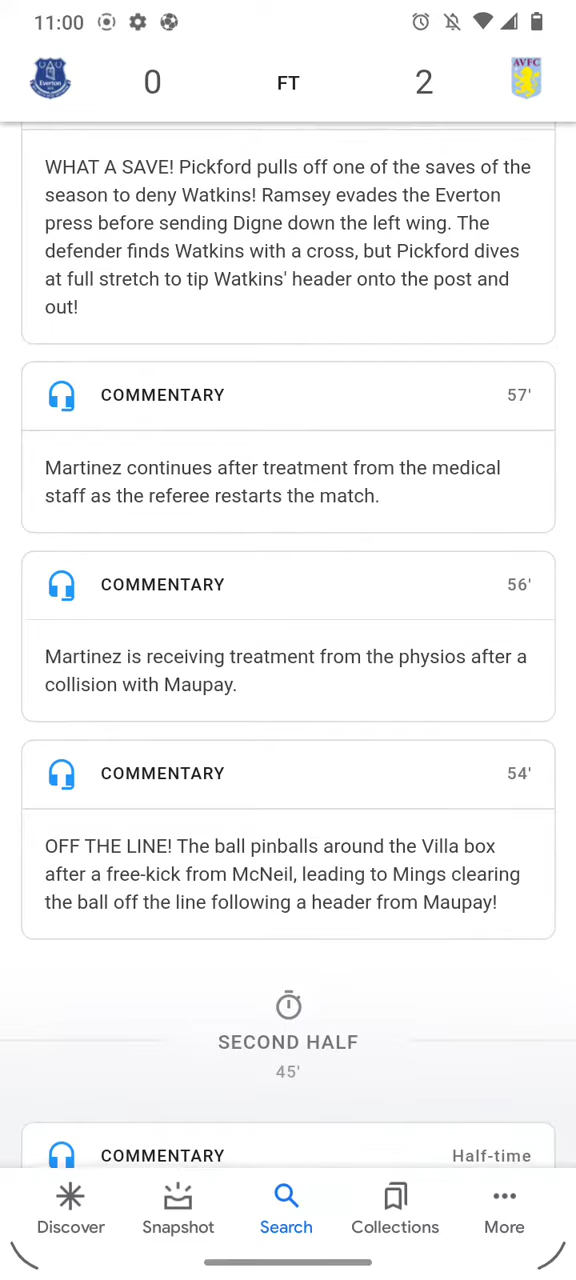 11:00
0 FT 2
AVFC
Everton
WHAT A SAVE! Pickford pulls off one of the saves of the
season to deny Watkins! Ramsey evades the Everton
press before sending Digne down the left wing. The
defender finds Watkins with a cross, but Pickford dives
at full stretch to tip Watkins' header onto the post and
out!
COMMENTARY 57'
Martinez continues after treatment from the medical
staff as the referee restarts the match.
COMMENTARY 56'
Martinez is receiving treatment from the physios after a
collision with Maupay.
COMMENTARY 54'
OFF THE LINE! The ball pinballs around the Villa box
after a free-kick from McNeil, leading to Mings clearing
the ball off the line following a header from Maupay!
SECOND HALF
45'
COMMENTARY Half-time
Discover Snapshot Search Collections More